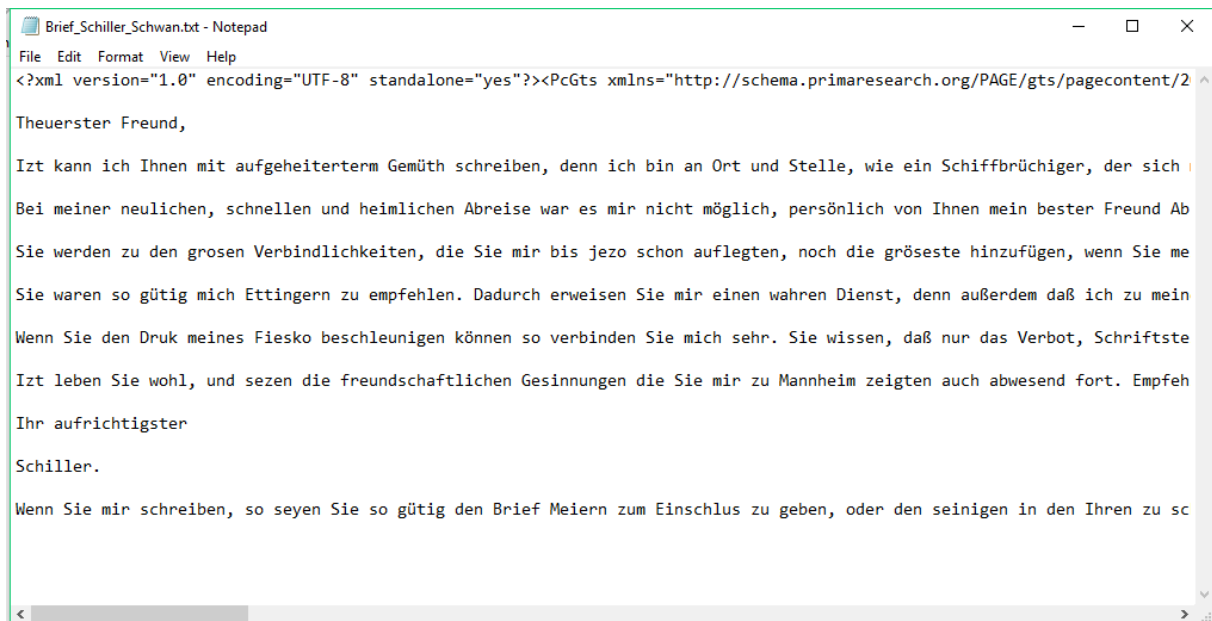 Brief_Schiller_Schwan.txt - Notepad
File Edit Format View Help
<?xml version="1.0" encoding="UTF-8" standalone="yes"?><PcGts xmlns="http://schema.primaresearch.org/PAGE/gts/pagecontent/2
Theuerster Freund,
Izt kann ich Ihnen mit aufgeheiterterm Gemüth schreiben, denn ich bin an Ort und Stelle, wie ein Schiffbrüchiger, der sich
Bei meiner neulichen, schnellen und heimlichen Abreise war es mir nicht möglich, persönlich von Ihnen mein bester Freund Ab
Sie werden zu den grosen Verbindlichkeiten, die Sie mir bis jezo schon auflegten, noch die gröseste hinzufügen, wenn Sie me
Sie waren so gütig mich Ettingern zu empfehlen. Dadurch erweisen Sie mir einen wahren Dienst, denn außerdem daß ich zu mein
Wenn Sie den Druk meines Fiesko beschleunigen können so verbinden Sie mich sehr. Sie wissen, daß nur das Verbot, Schriftste
Izt leben Sie wohl, und sezen die freundschaftlichen Gesinnungen die Sie mir zu Mannheim zeigten auch abwesend fort. Empfeh
Ihr aufrichtigster
Schiller.
Wenn Sie mir schreiben, so seyen Sie so gütig den Brief Meiern zum Einschlus zu geben, oder den seinigen in den Ihren zu sc